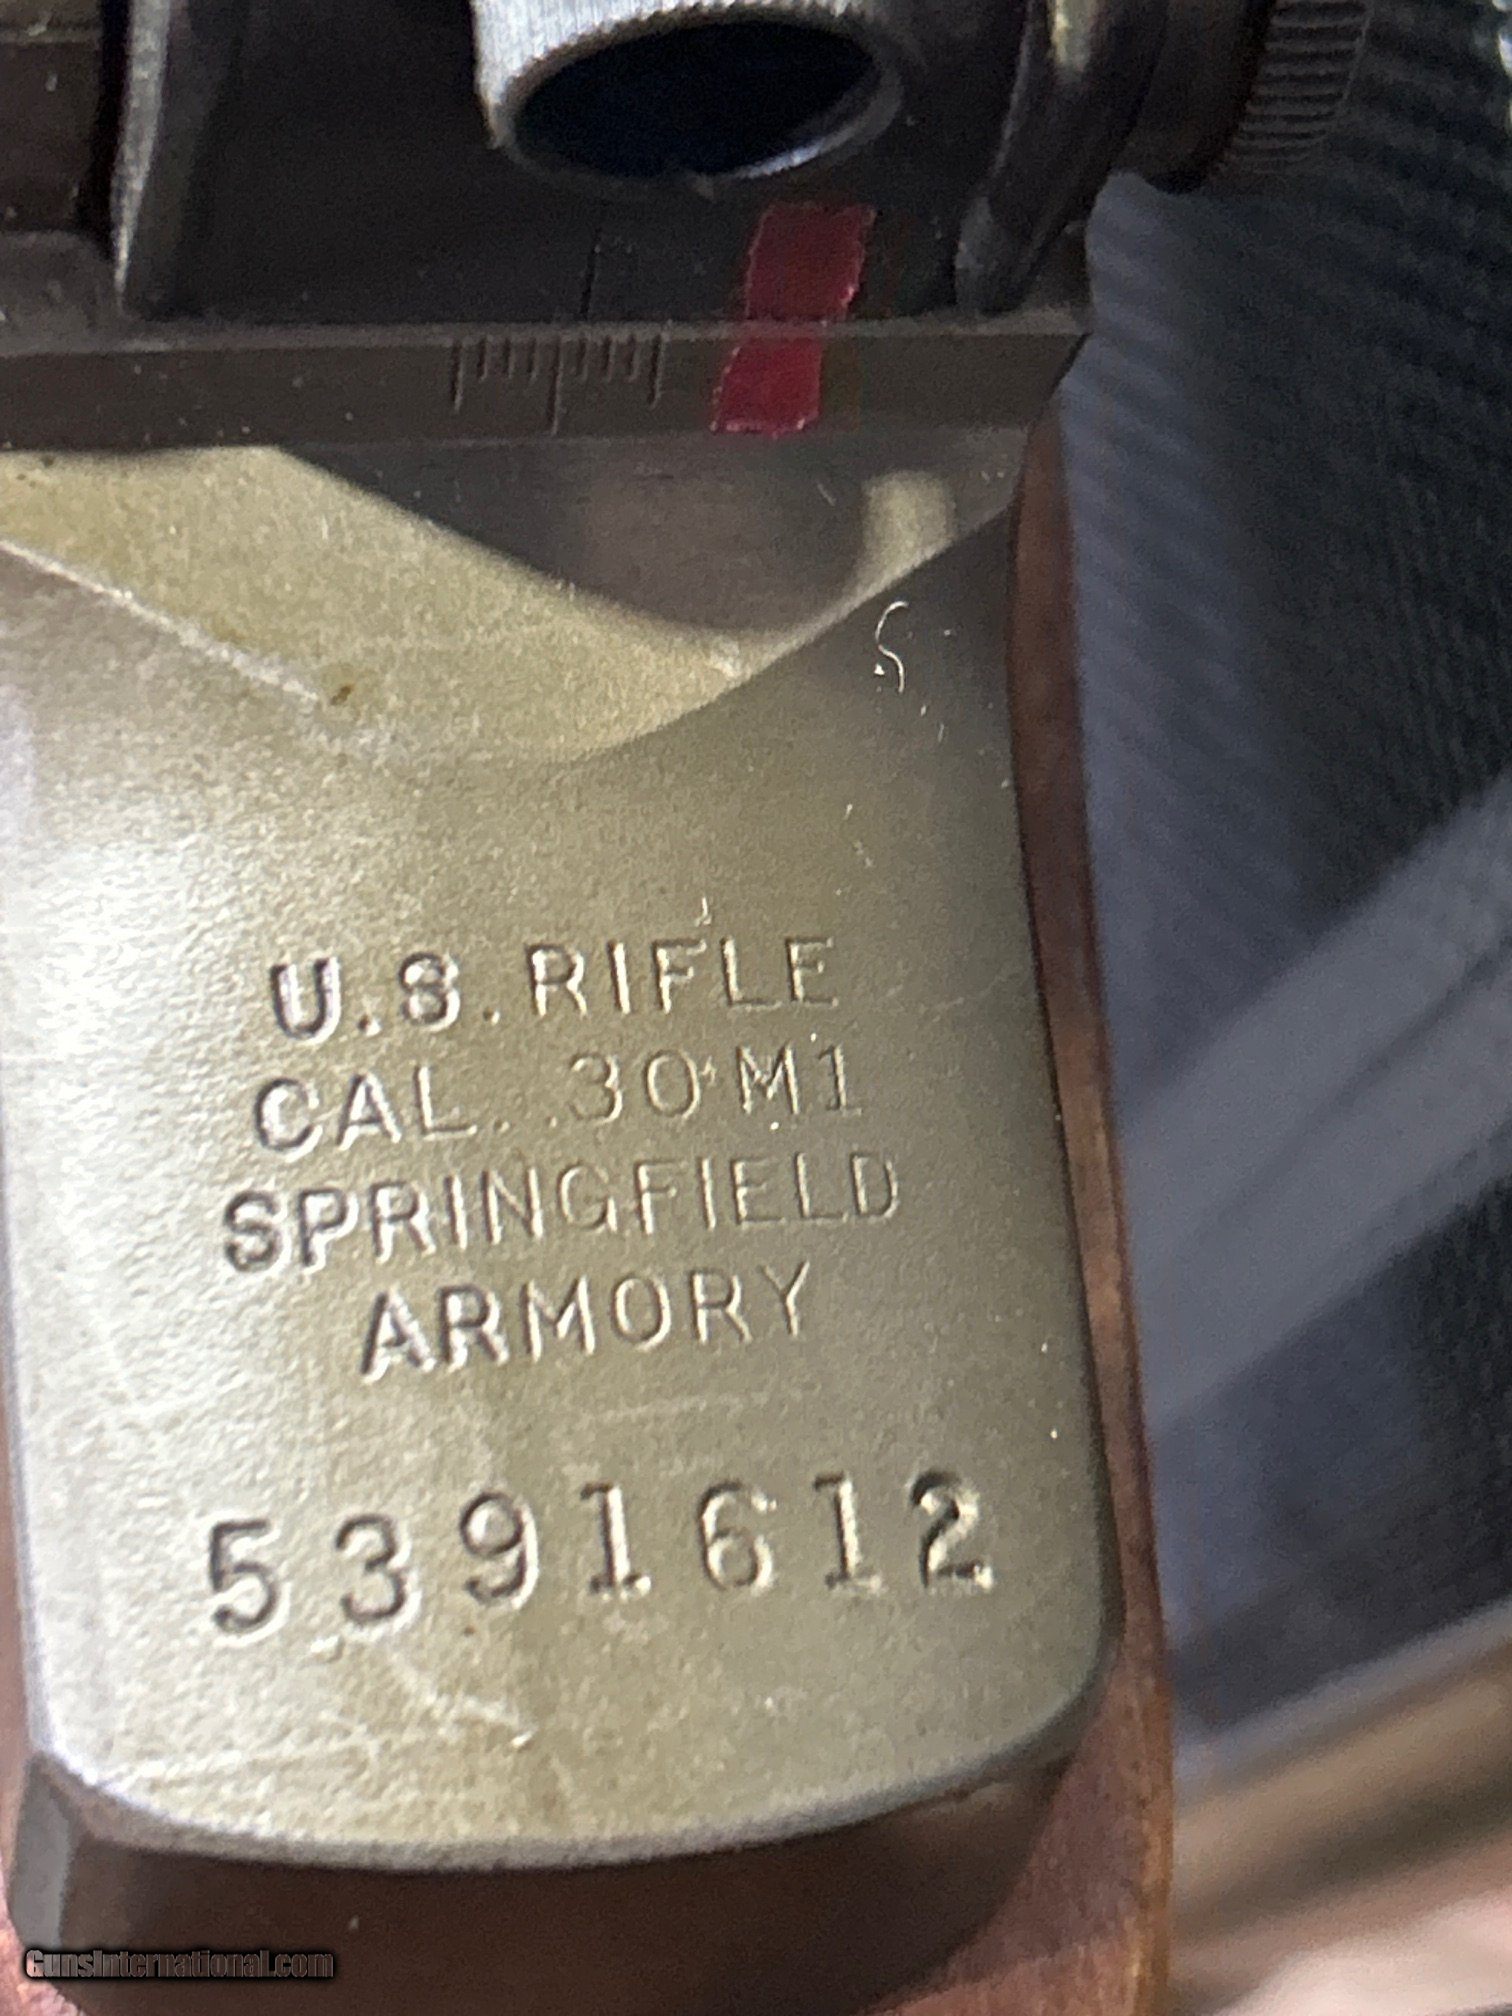 U.S. RIFLE
CAL. .30 M1
SPRINGFIELD
ARMORY
5391612
GunsInternational.com